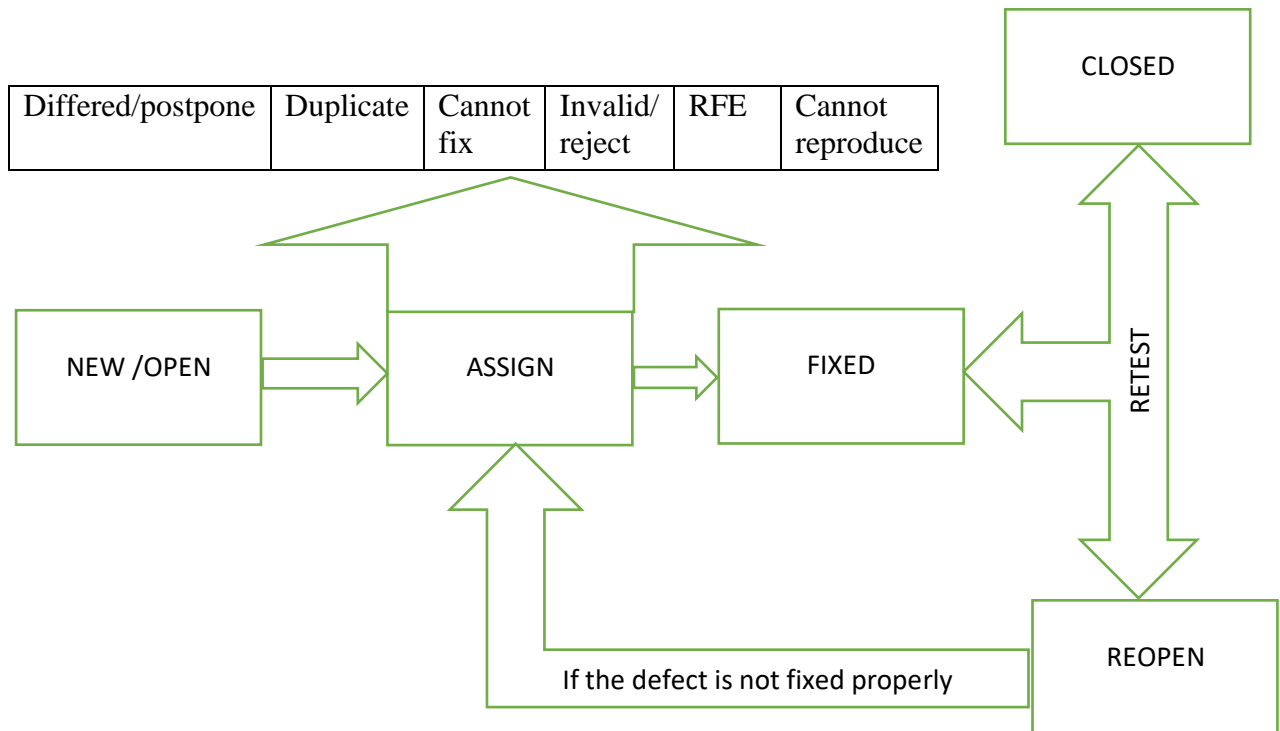 CLOSED
Differed/postpone Duplicate Cannot Invalid/ RFE Cannot
fix reject reproduce
NEW /OPEN ASSIGN FIXED
RETEST
If the defect is not fixed properly
REOPEN